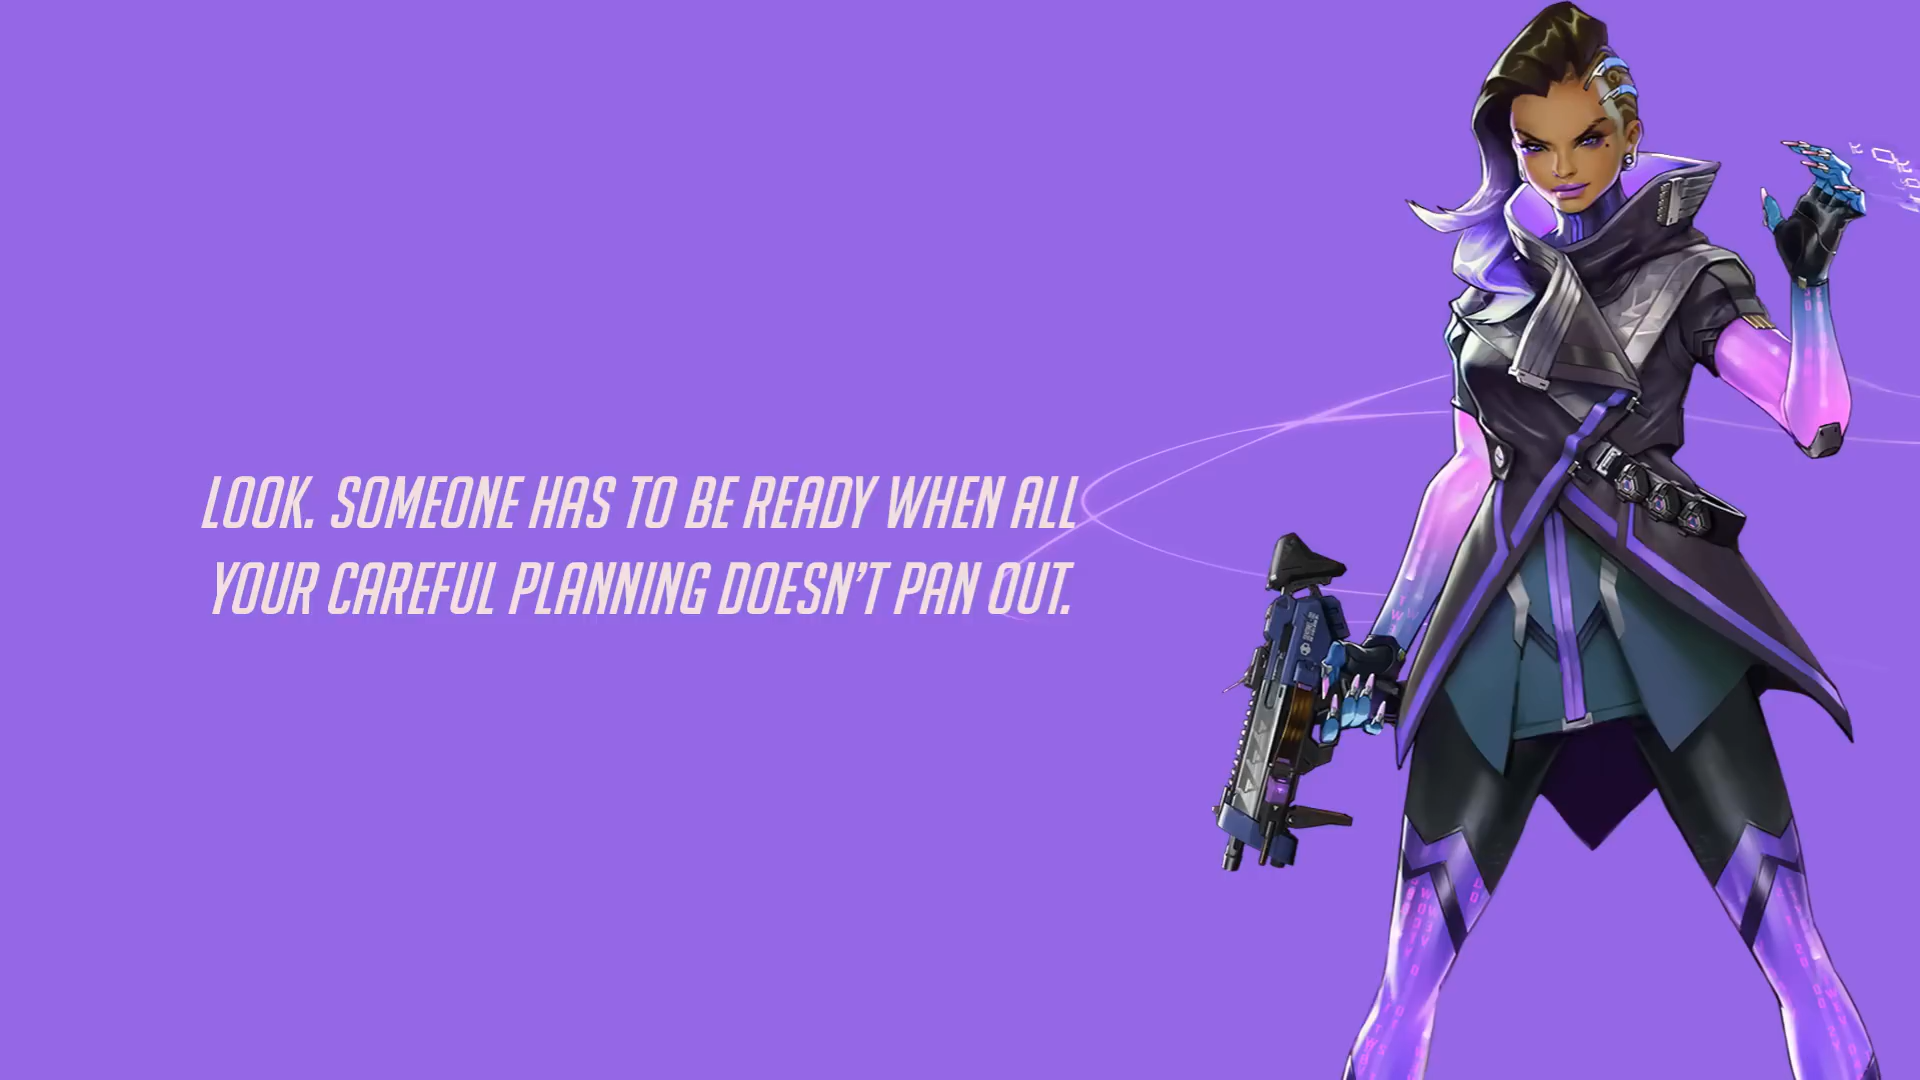 LOOK. SOMEONE HAS TO BE READY WHEN ALL
YOUR CAREFUL PLANNING DOESN’T PAN OUT.